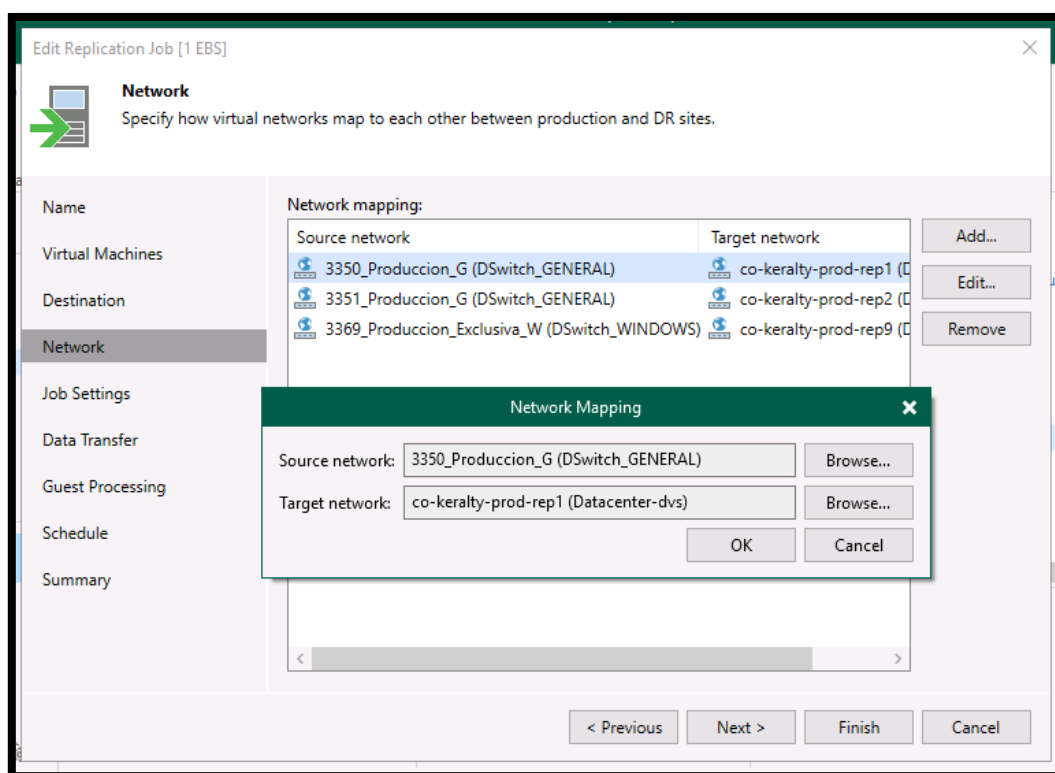 Edit Replication Job [1 EBS]
Network
Specify how virtual networks map to each other between production and DR sites.
Name
Virtual Machines
Destination
Network
Job Settings
Data Transfer
Guest Processing
Schedule
Summary
Network mapping:
Source network Target network
3350_Produccion_G (DSwitch_GENERAL) co-keralty-prod-rep1 (D
3351_Produccion_G (DSwitch_GENERAL) co-keralty-prod-rep2 (D
3369_Produccion_Exclusiva_W (DSwitch_WINDOWS) co-keralty-prod-rep9 (D
Add...
Edit...
Remove
Network Mapping
Source network: 3350_Produccion_G (DSwitch_GENERAL) Browse...
Target network: co-keralty-prod-rep1 (Datacenter-dvs) Browse...
OK Cancel
< Previous Next > Finish Cancel